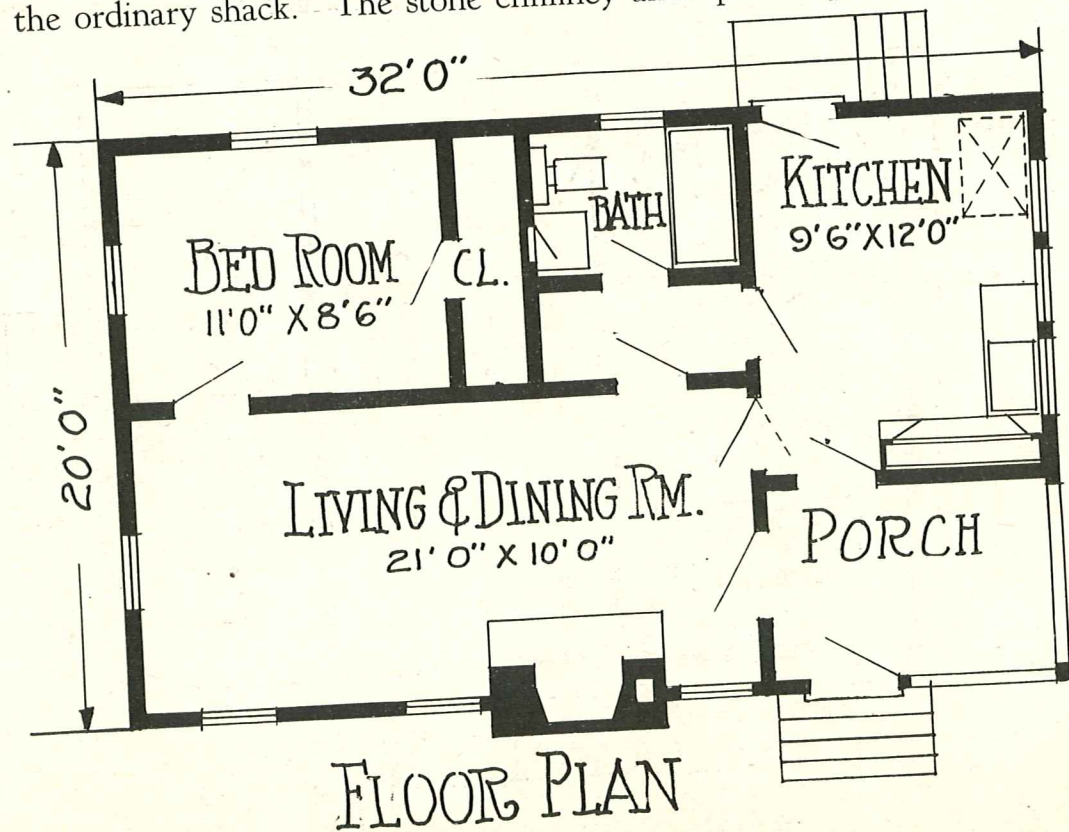 the ordinary shack. The stone chimney
32'0"
KITCHEN
9'6" X 12'0"
BATH
BED ROOM
11'0" X 8'6"
CL.
20'0"
LIVING & DINING RM.
21'0" X 10'0"
PORCH
FLOOR PLAN